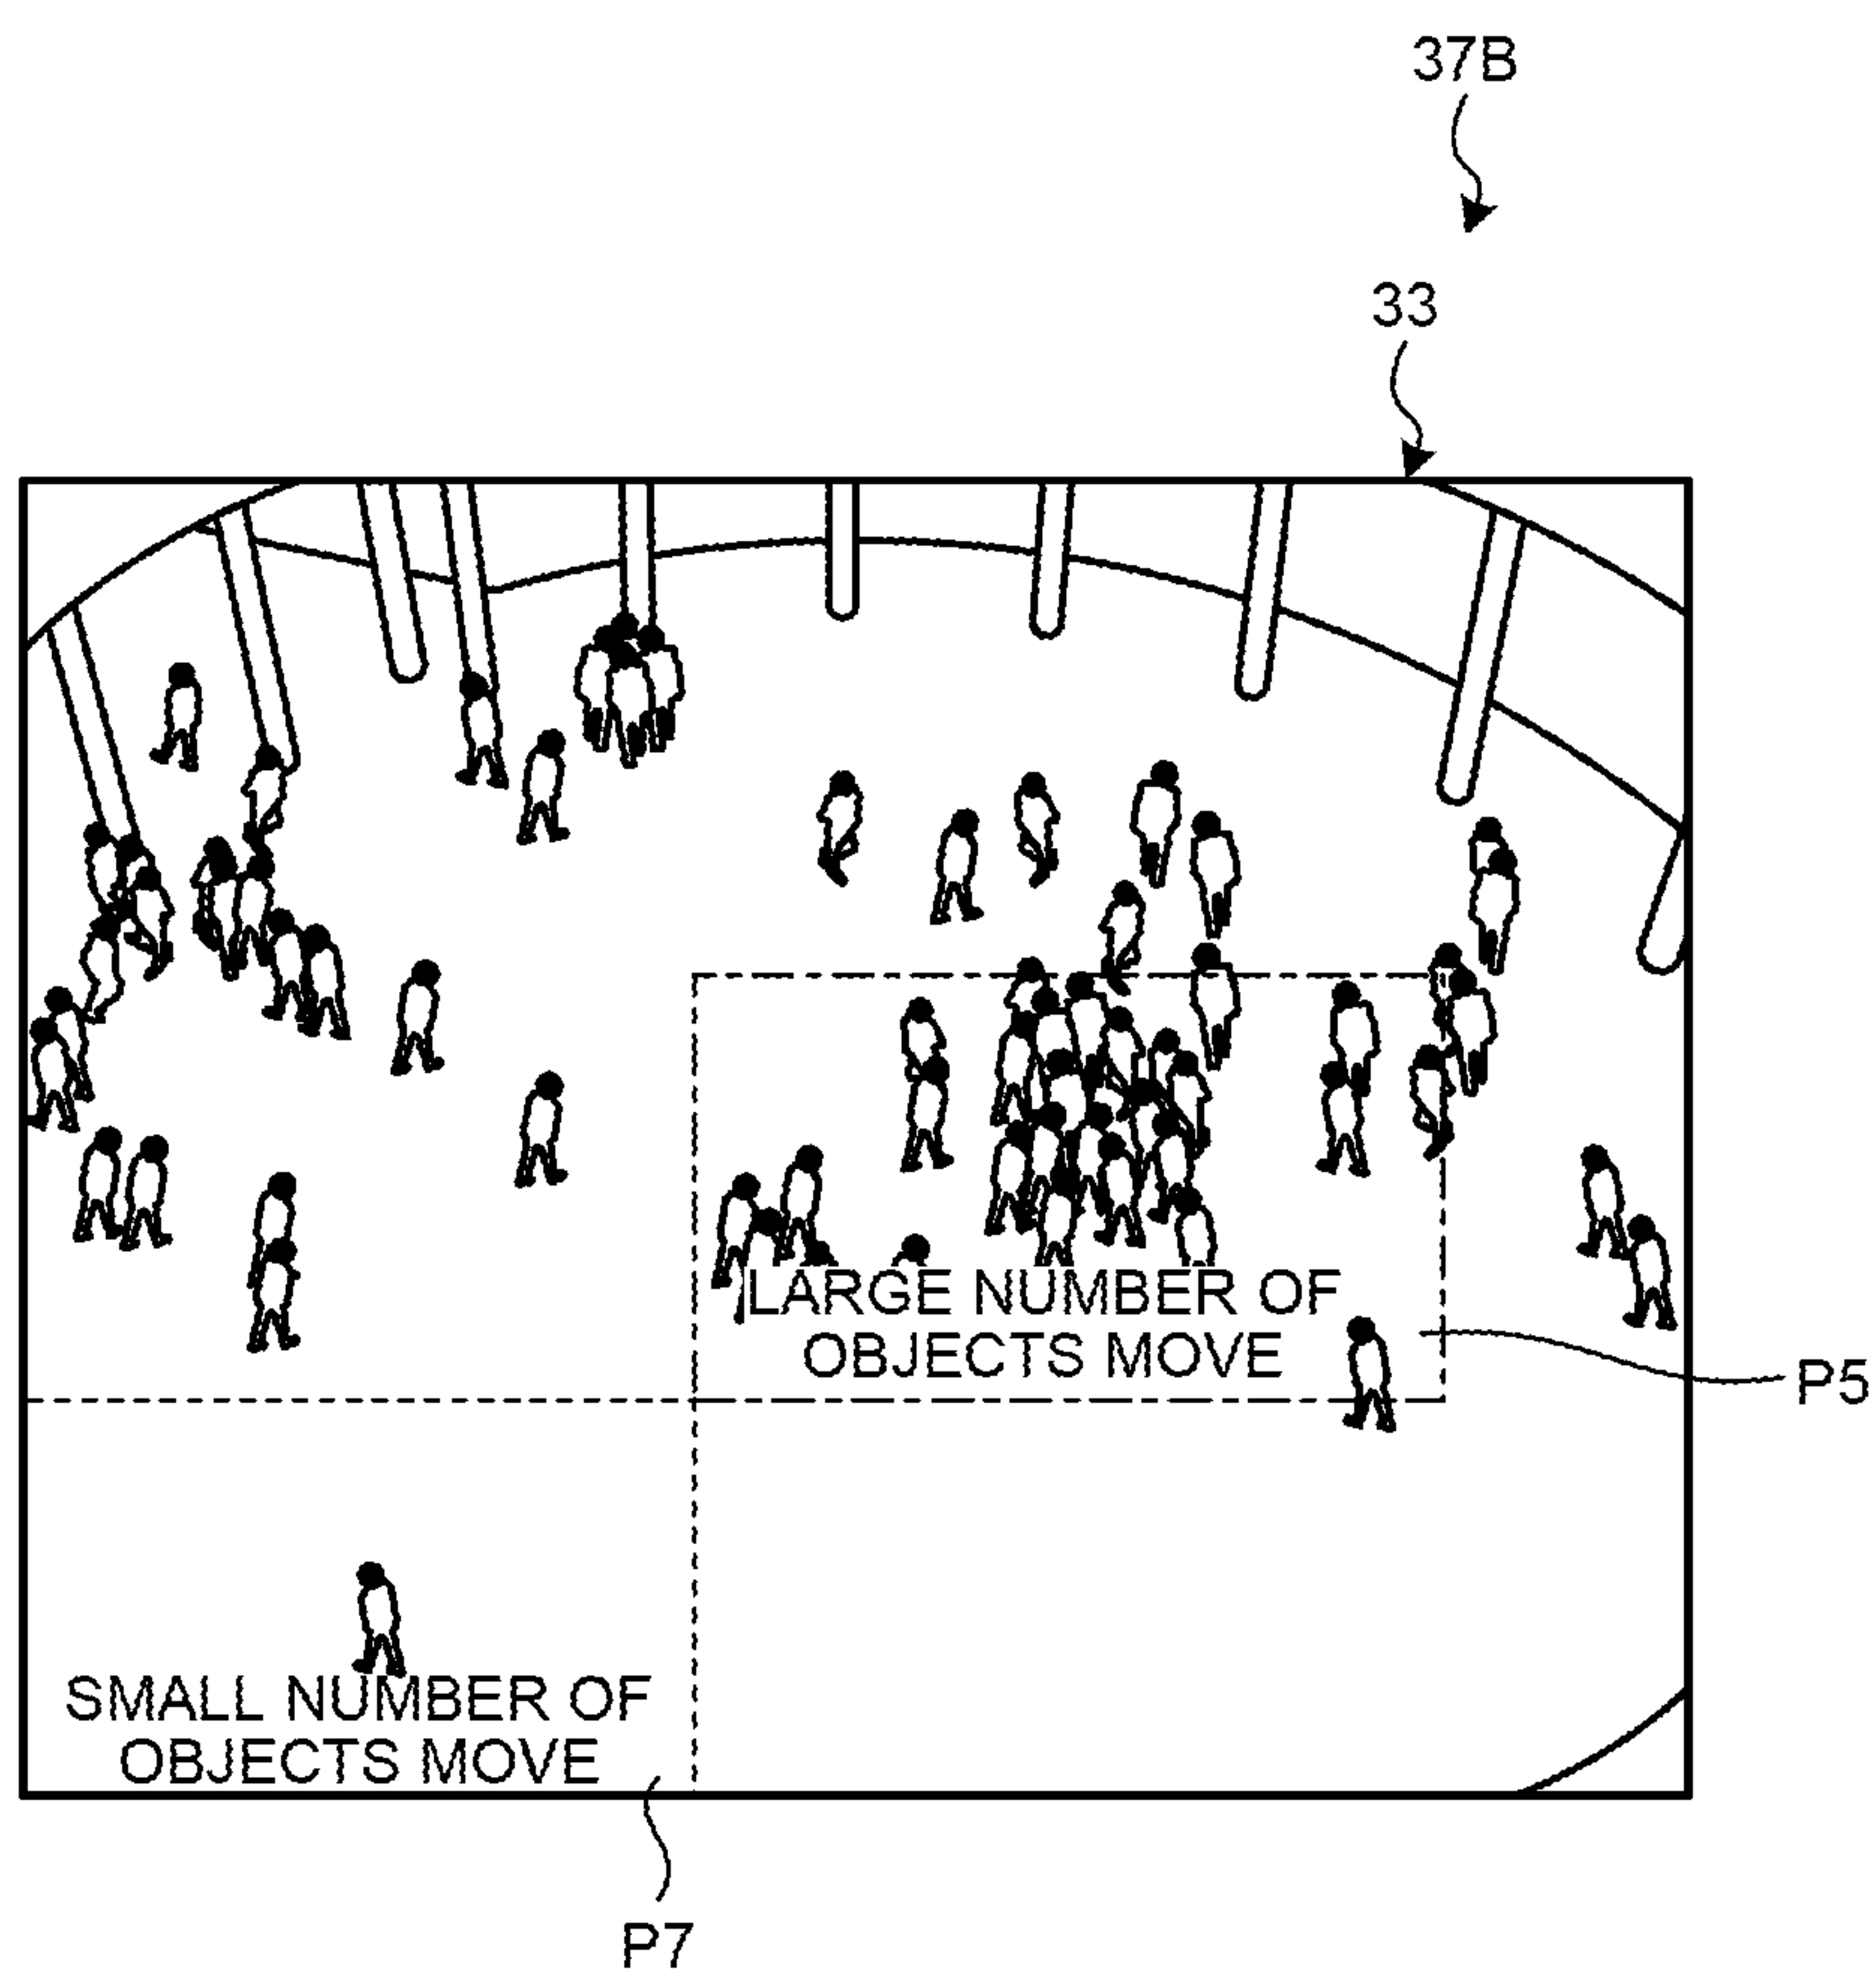 37B
33
LARGE NUMBER OF
OBJECTS MOVE
P5
SMALL NUMBER OF
OBJECTS MOVE
P7